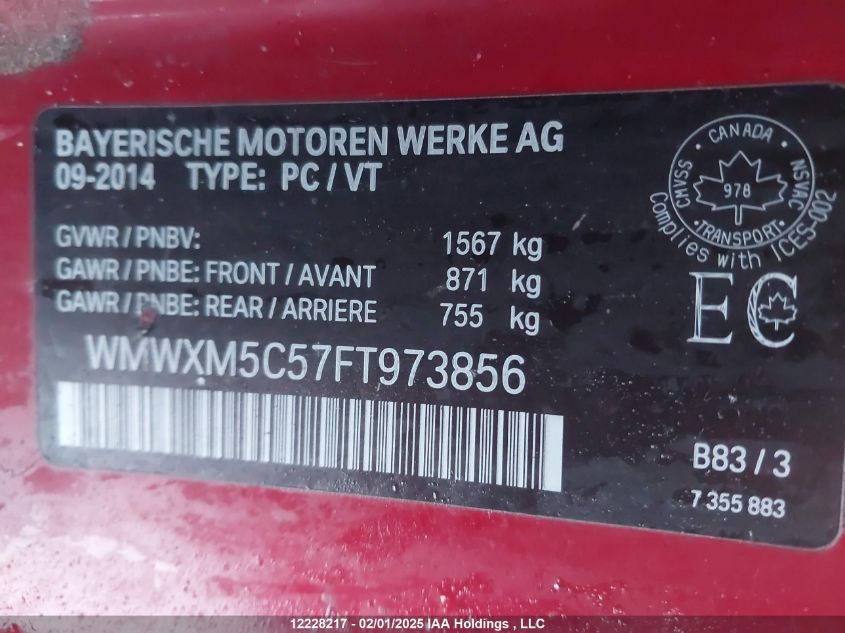 BAYERISCHE MOTOREN WERKE AG
09-2014 TYPE: PC / VT
GVWR / PNBV: 1567 kg
GAWR / PNBE: FRONT / AVANT 871 kg
GAWR / PNBE: REAR / ARRIERE 755 kg
WMWXM5C57FT973856
CANADA
CMVSS 978 NSVAC
TRANSPORT
Complies with ICES-002
EC
B83 / 3
7 355 883
12228217 - 02/01/2025 IAA Holdings , LLC